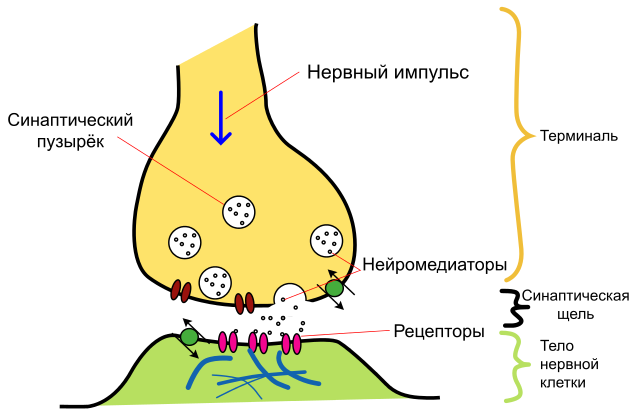 Нервный импульс
Синаптический
пузырёк
Терминаль
Нейромедиаторы
Синаптическая
щель
Рецепторы
Тело
нервной
клетки